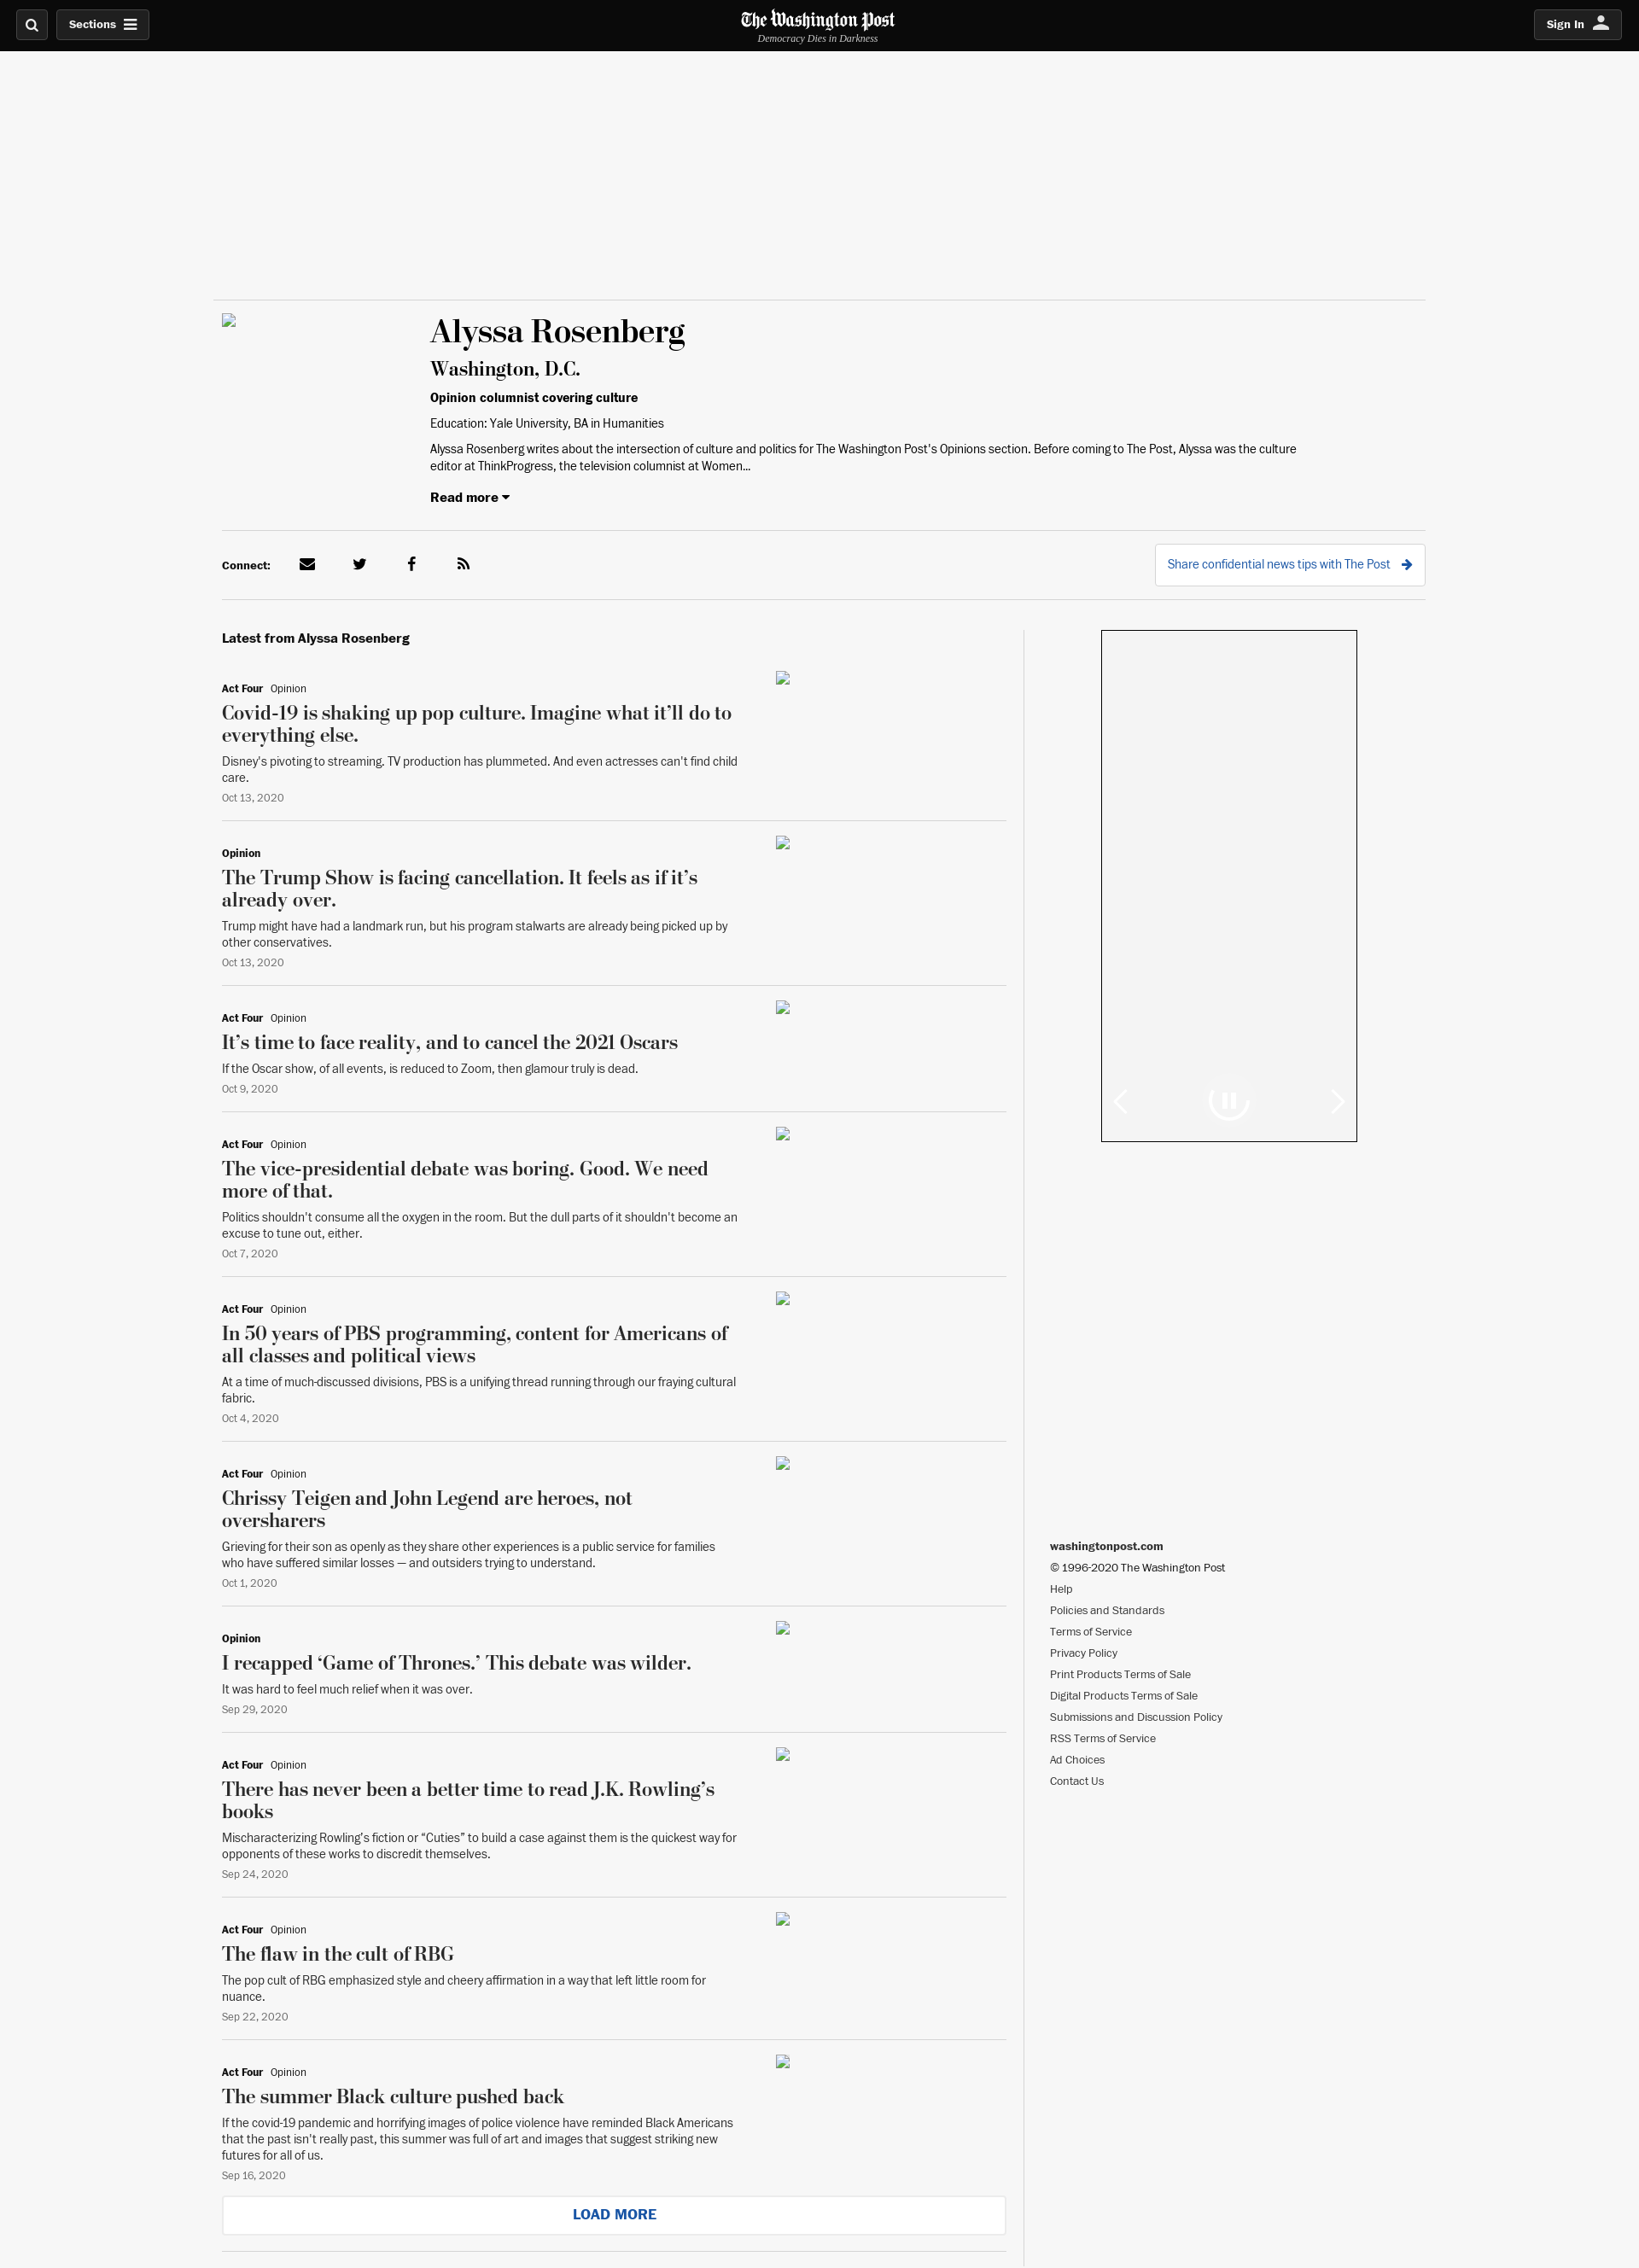 Sections
The Washington Post
Democracy Dies in Darkness
Sign In
Alyssa Rosenberg
Washington, D.C.
Opinion columnist covering culture
Education: Yale University, BA in Humanities
Alyssa Rosenberg writes about the intersection of culture and politics for The Washington Post's Opinions section. Before coming to The Post, Alyssa was the culture
editor at ThinkProgress, the television columnist at Women...
Read more
Connect:
Share confidential news tips with The Post
Latest from Alyssa Rosenberg
Act Four Opinion
Covid-19 is shaking up pop culture. Imagine what it’ll do to
everything else.
Disney's pivoting to streaming. TV production has plummeted. And even actresses can't find child
care.
Oct 13, 2020
Opinion
The Trump Show is facing cancellation. It feels as if it’s
already over.
Trump might have had a landmark run, but his program stalwarts are already being picked up by
other conservatives.
Oct 13, 2020
Act Four Opinion
It’s time to face reality, and to cancel the 2021 Oscars
If the Oscar show, of all events, is reduced to Zoom, then glamour truly is dead.
Oct 9, 2020
Act Four Opinion
The vice-presidential debate was boring. Good. We need
more of that.
Politics shouldn't consume all the oxygen in the room. But the dull parts of it shouldn't become an
excuse to tune out, either.
Oct 7, 2020
Act Four Opinion
In 50 years of PBS programming, content for Americans of
all classes and political views
At a time of much-discussed divisions, PBS is a unifying thread running through our fraying cultural
fabric.
Oct 4, 2020
Act Four Opinion
Chrissy Teigen and John Legend are heroes, not
oversharers
Grieving for their son as openly as they share other experiences is a public service for families
who have suffered similar losses — and outsiders trying to understand.
Oct 1, 2020
Opinion
I recapped ‘Game of Thrones.’ This debate was wilder.
It was hard to feel much relief when it was over.
Sep 29, 2020
Act Four Opinion
There has never been a better time to read J.K. Rowling’s
books
Mischaracterizing Rowling’s fiction or “Cuties” to build a case against them is the quickest way for
opponents of these works to discredit themselves.
Sep 24, 2020
Act Four Opinion
The flaw in the cult of RBG
The pop cult of RBG emphasized style and cheery affirmation in a way that left little room for
nuance.
Sep 22, 2020
Act Four Opinion
The summer Black culture pushed back
If the covid-19 pandemic and horrifying images of police violence have reminded Black Americans
that the past isn't really past, this summer was full of art and images that suggest striking new
futures for all of us.
Sep 16, 2020
LOAD MORE
washingtonpost.com
© 1996-2020 The Washington Post
Help
Policies and Standards
Terms of Service
Privacy Policy
Print Products Terms of Sale
Digital Products Terms of Sale
Submissions and Discussion Policy
RSS Terms of Service
Ad Choices
Contact Us